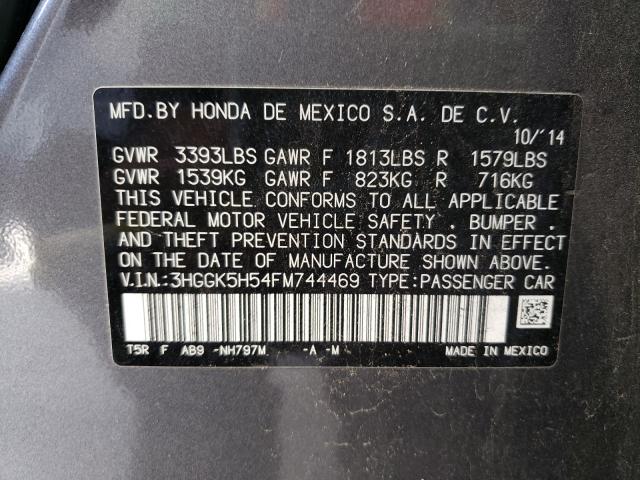 MFD.BY HONDA DE MEXICO S.A. DE C.V.
10/'14
GVWR 3393LBS GAWR F 1813LBS R 1579LBS
GVWR 1539KG GAWR F 823KG R 716KG
THIS VEHICLE CONFORMS TO ALL APPLICABLE
FEDERAL MOTOR VEHICLE SAFETY . BUMPER .
AND THEFT PREVENTION STANDARDS IN EFFECT
ON THE DATE OF MANUFACTURE SHOWN ABOVE.
V.I.N.:3HGGK5H54FM744469 TYPE:PASSENGER CAR
T5R F AB9 -NH797M -A -M MADE IN MEXICO